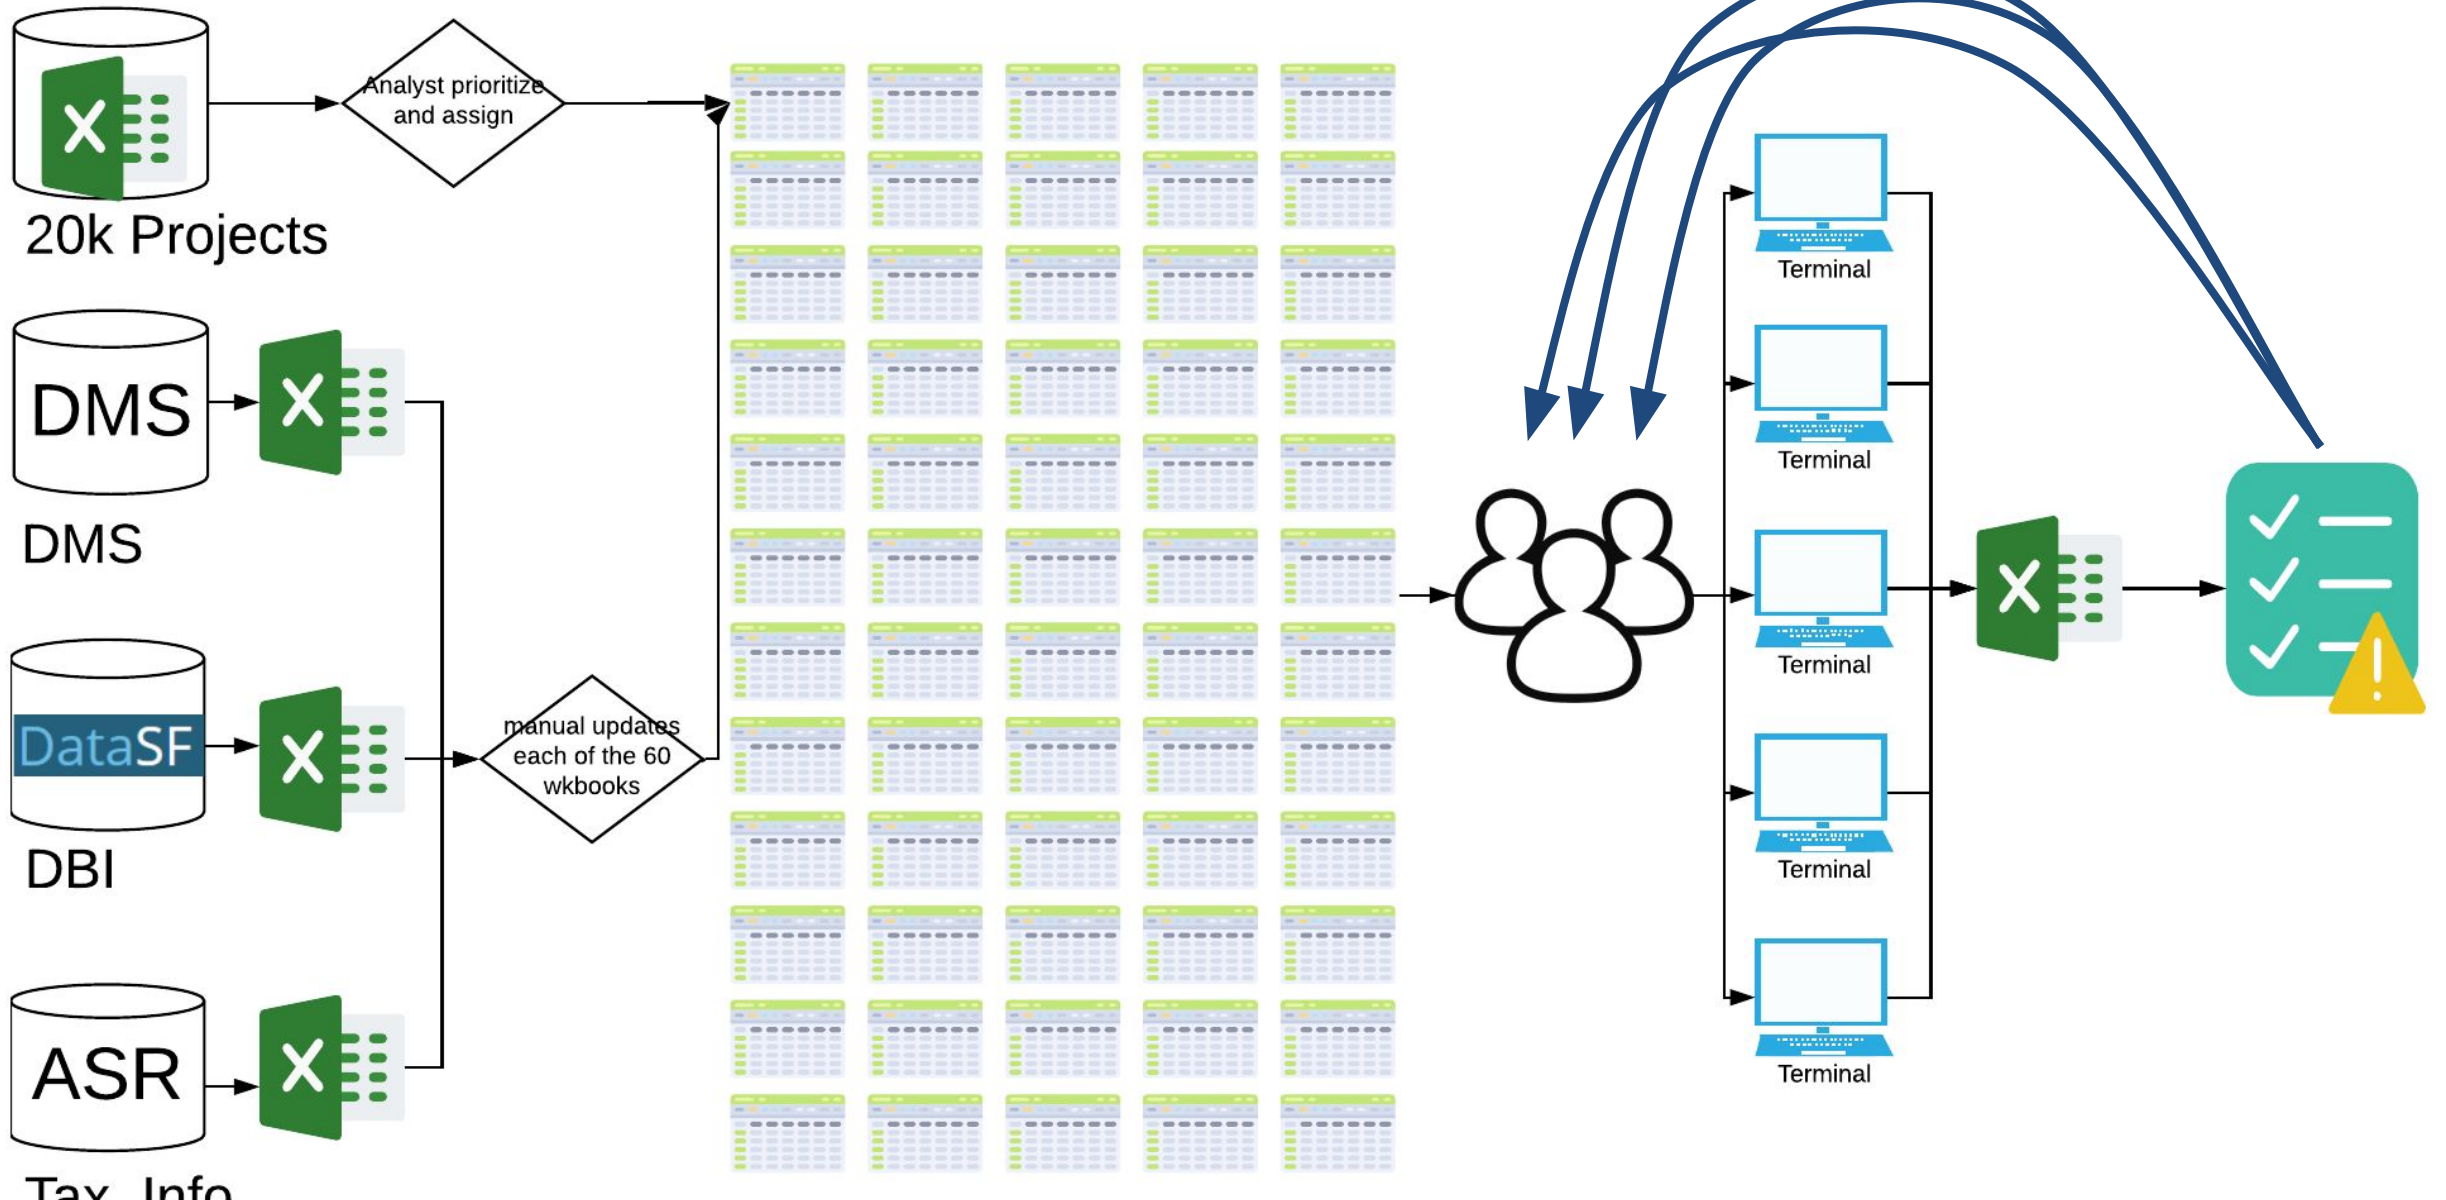 Analyst prioritize
and assign
20k Projects
DMS
DMS
DataSF
DBI
manual updates
each of the 60
wkbooks
ASR
Tax Info
Terminal
Terminal
Terminal
Terminal
Terminal